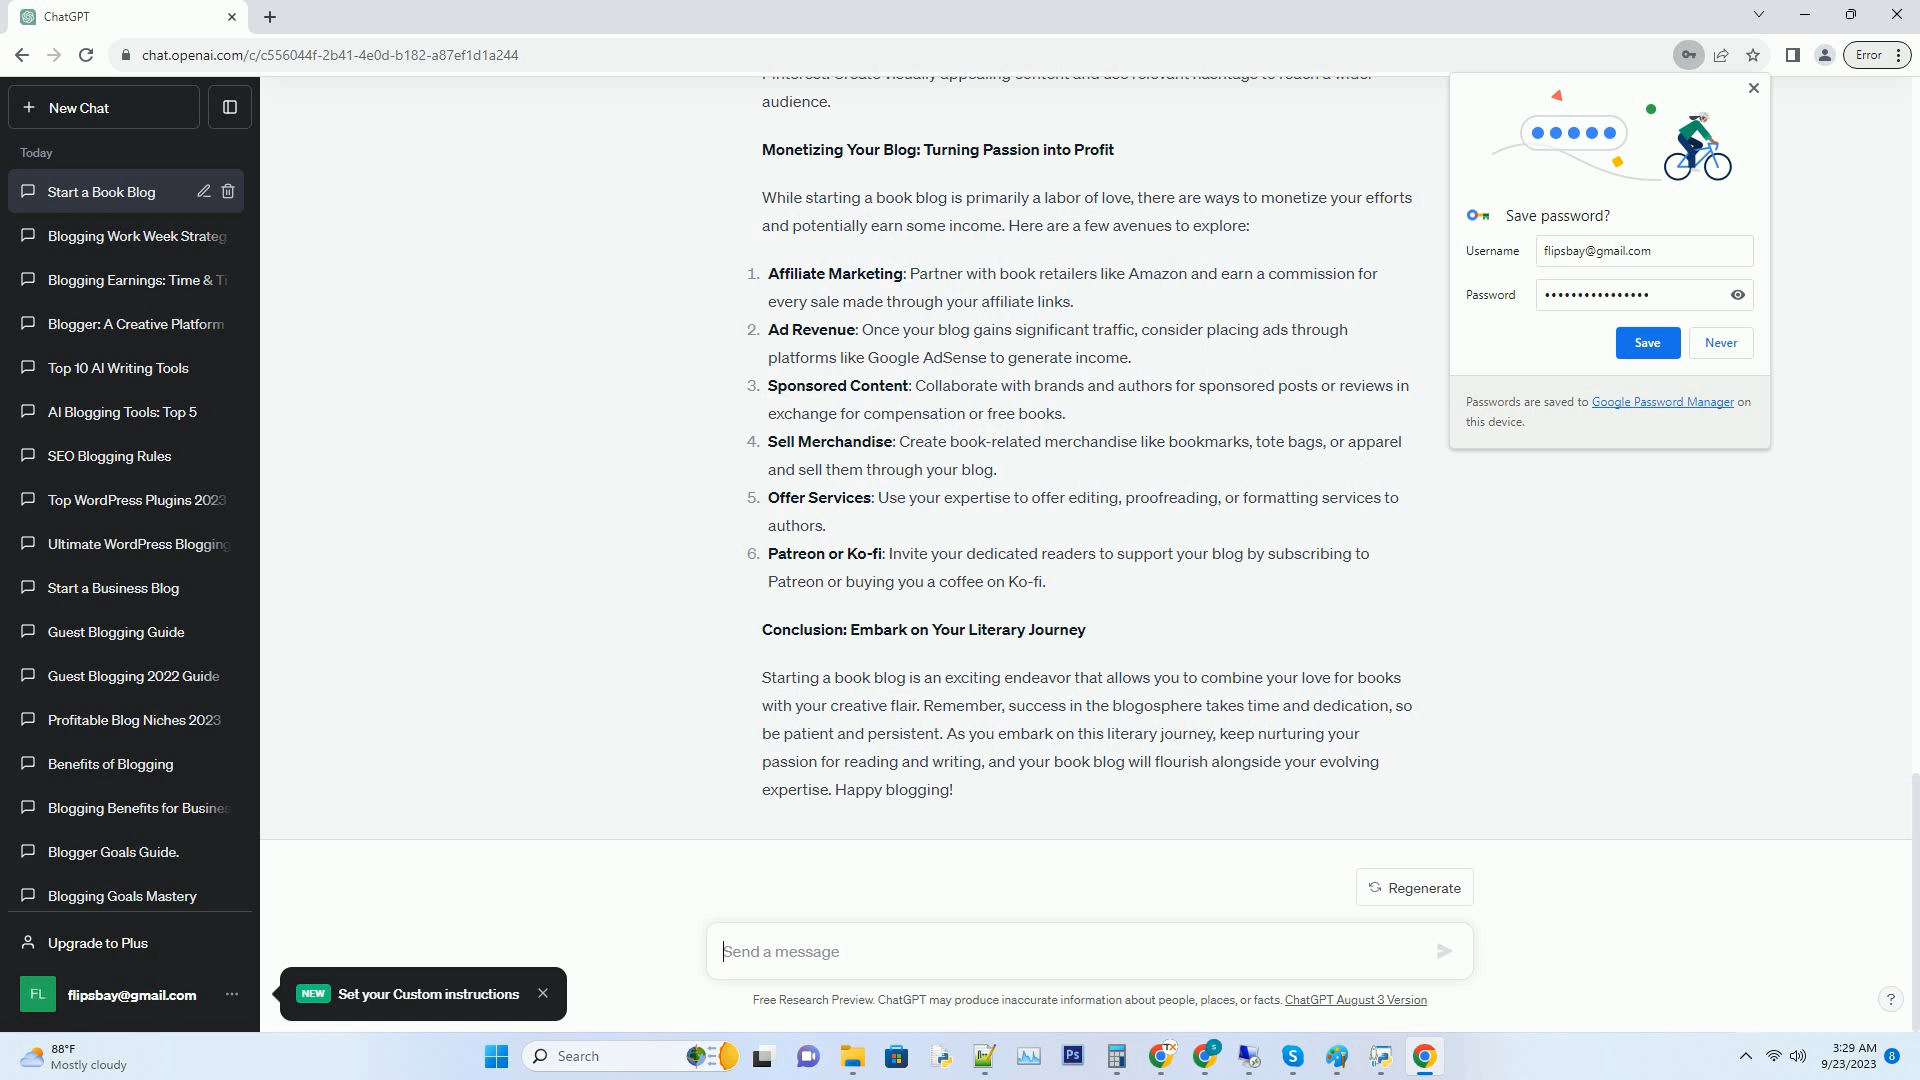 ChatGPT
chat.openai.com/c/c556044f-2b41-4e0d-b182-a87ef1d1a244
Error
New Chat
Today
Start a Book Blog
Blogging Work Week Strateg
Blogging Earnings: Time & Ti
Blogger: A Creative Platform
Top 10 AI Writing Tools
AI Blogging Tools: Top 5
SEO Blogging Rules
Top WordPress Plugins 2023
Ultimate WordPress Blogging
Start a Business Blog
Guest Blogging Guide
Guest Blogging 2022 Guide
Profitable Blog Niches 2023
Benefits of Blogging
Blogging Benefits for Busines
Blogger Goals Guide.
Blogging Goals Mastery
Upgrade to Plus
FL
flipsbay@gmail.com
NEW Set your Custom instructions
Pinterest. Create visually appealing content and use relevant hashtags to reach a wider
audience.
Monetizing Your Blog: Turning Passion into Profit
While starting a book blog is primarily a labor of love, there are ways to monetize your efforts
and potentially earn some income. Here are a few avenues to explore:
1. Affiliate Marketing: Partner with book retailers like Amazon and earn a commission for
every sale made through your affiliate links.
2. Ad Revenue: Once your blog gains significant traffic, consider placing ads through
platforms like Google AdSense to generate income.
3. Sponsored Content: Collaborate with brands and authors for sponsored posts or reviews in
exchange for compensation or free books.
4. Sell Merchandise: Create book-related merchandise like bookmarks, tote bags, or apparel
and sell them through your blog.
5. Offer Services: Use your expertise to offer editing, proofreading, or formatting services to
authors.
6. Patreon or Ko-fi: Invite your dedicated readers to support your blog by subscribing to
Patreon or buying you a coffee on Ko-fi.
Conclusion: Embark on Your Literary Journey
Starting a book blog is an exciting endeavor that allows you to combine your love for books
with your creative flair. Remember, success in the blogosphere takes time and dedication, so
be patient and persistent. As you embark on this literary journey, keep nurturing your
passion for reading and writing, and your book blog will flourish alongside your evolving
expertise. Happy blogging!
Regenerate
Send a message
Free Research Preview. ChatGPT may produce inaccurate information about people, places, or facts. ChatGPT August 3 Version
?
Save password?
Username flipsbay@gmail.com
Password ••••••••••••••••
Save
Never
Passwords are saved to Google Password Manager on
this device.
88°F
Mostly cloudy
Search
Ps
TX
S
3:29 AM
9/23/2023
8